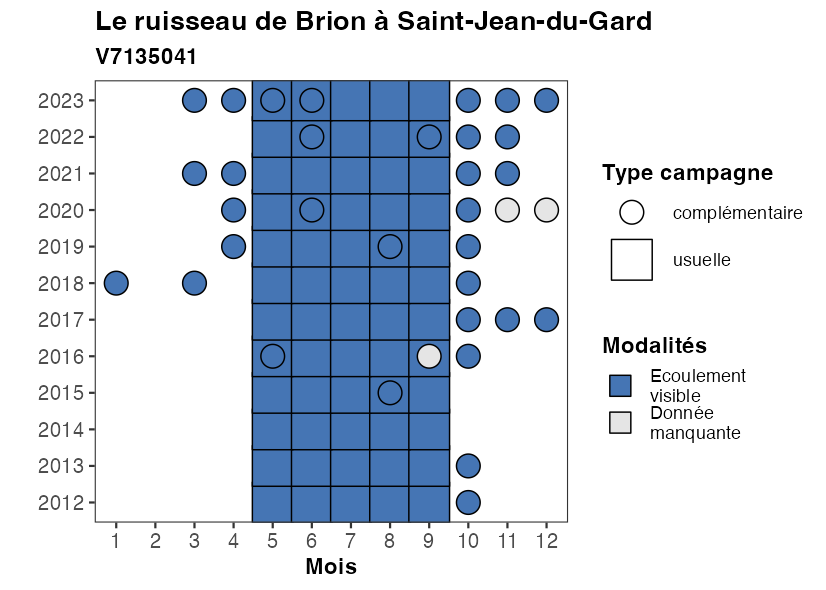 Le ruisseau de Brion à Saint-Jean-du-Gard
V7135041
2023
2022
2021
2020
2019
2018
2017
2016
2015
2014
2013
2012
1 2 3 4 5 6 7 8 9 10 11 12
Mois
Type campagne
complémentaire
usuelle
Modalités
Ecoulement
visible
Donnée
manquante